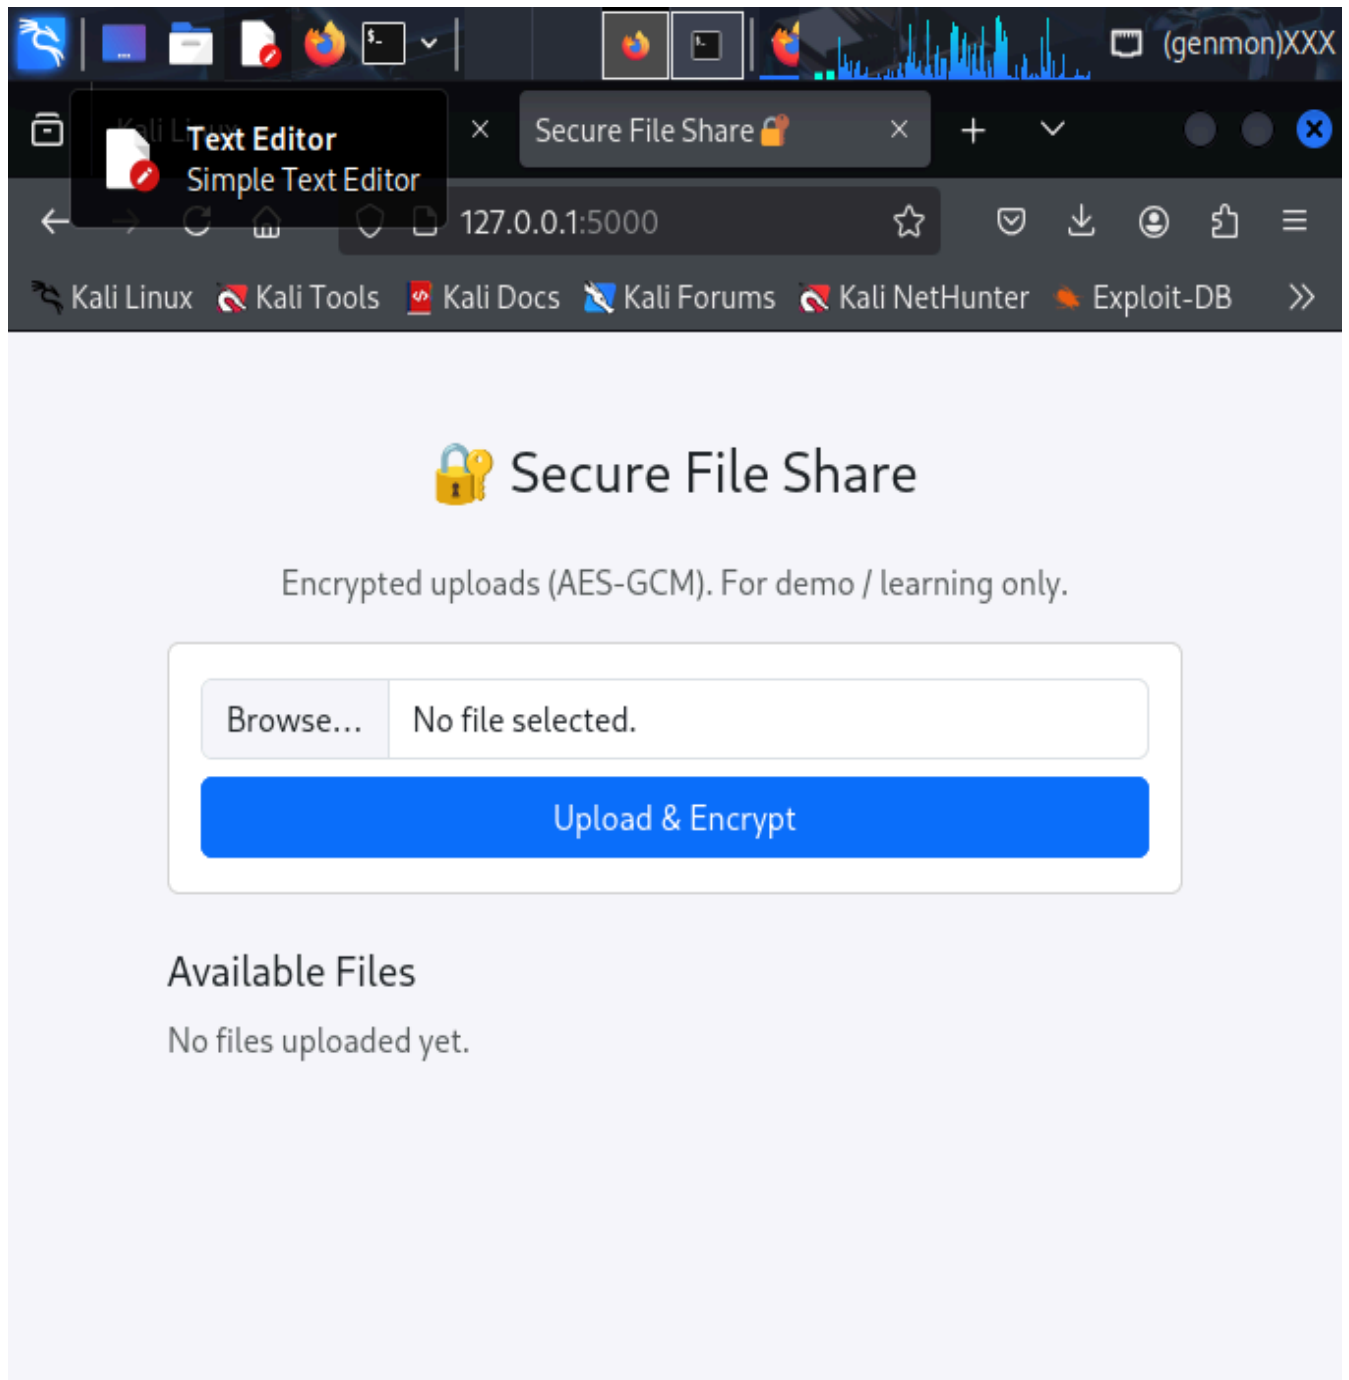 (genmon)XXX
Kali Linux
Secure File Share
Text Editor
Simple Text Editor
127.0.0.1:5000
Kali Linux Kali Tools Kali Docs Kali Forums Kali NetHunter Exploit-DB
Secure File Share
Encrypted uploads (AES-GCM). For demo / learning only.
Browse... No file selected.
Upload & Encrypt
Available Files
No files uploaded yet.